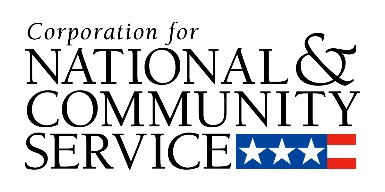 Corporation for
NATIONAL &
COMMUNITY
SERVICE